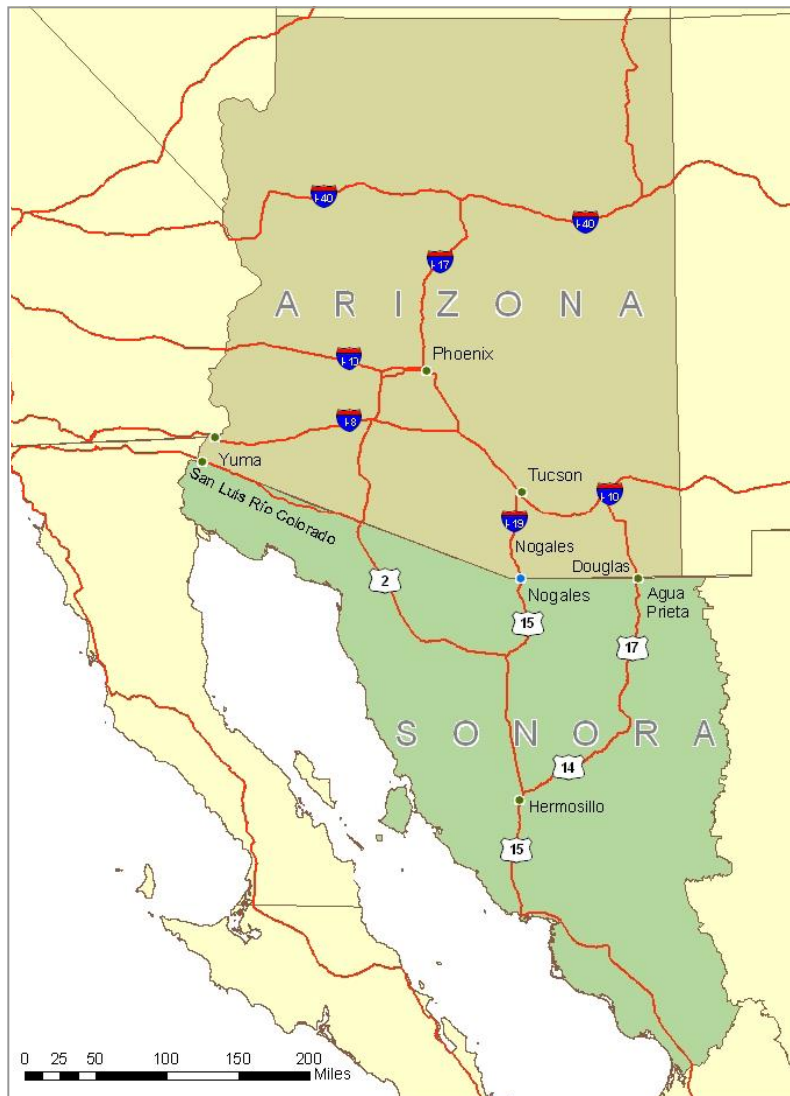 I-40
I-40
I-17
ARIZONA
Phoenix
I-10
I-8
Yuma
San Luis Río Colorado
Tucson
I-10
I-19
Nogales
Douglas
2
Nogales
Agua
Prieta
15
17
SONORA
14
Hermosillo
15
0 25 50 100 150 200
Miles